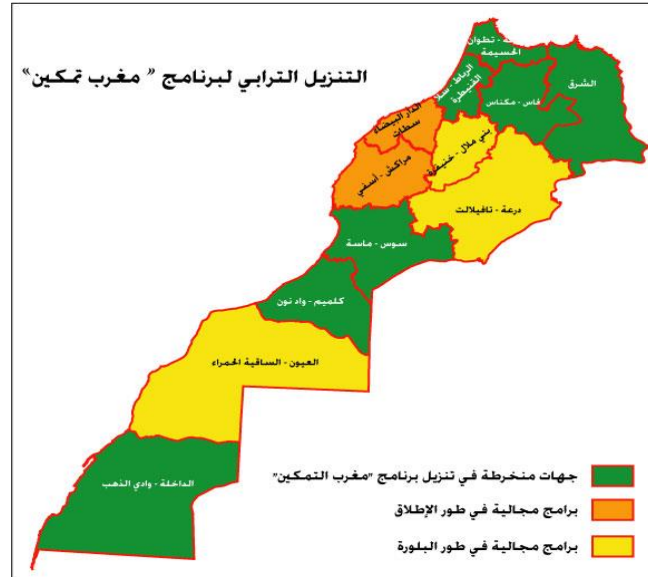 التنزيل الترابي لبرنامج " مغرب تمكين"
- تطوان
الحسيمة
الشرق
الرباط - سلا
القنيطرة
فاس - مكناس
الدار البيضاء
سطات
بني ملال - خنيفرة
مراكش - أسفي
درعة - تافيلالت
سوس - ماسة
كلميم - واد نون
العيون - الساقية الحمراء
الداخلة - وادي الذهب
جهات منخرطة في تنزيل برنامج "مغرب التمكين"
برامج مجالية في طور الإطلاق
برامج مجالية في طور البلورة